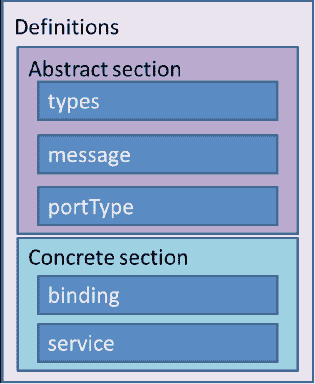 Definitions
Abstract section
types
message
portType
Concrete section
binding
service